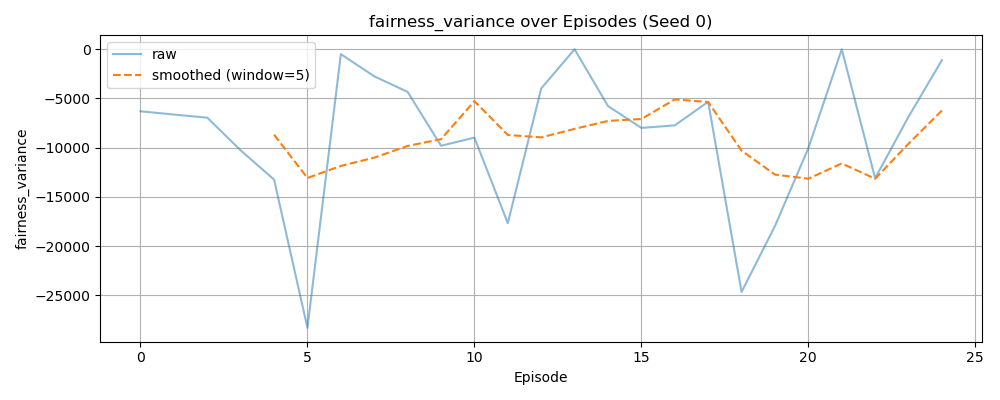 fairness_variance over Episodes (Seed 0)
raw
smoothed (window=5)
fairness_variance
0
−5000
−10000
−15000
−20000
−25000
0 5 10 15 20 25
Episode